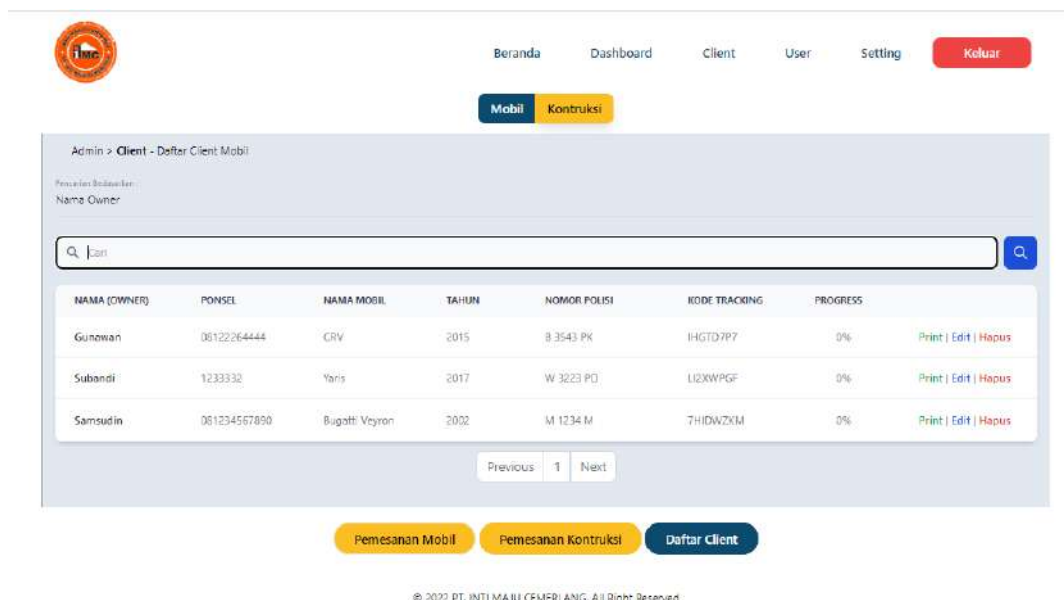 ilmc
Beranda Dashboard Client User Setting Keluar
Mobil Kontruksi
Admin > Client - Daftar Client Mobil
Pencarian Berdasarkan :
Nama Owner
Cari
NAMA (OWNER) PONSEL NAMA MOBIL TAHUN NOMOR POLISI KODE TRACKING PROGRESS
Gunawan 08122264444 CRV 2015 B 3543 PK IHGTD7P7 0% Print | Edit | Hapus
Subandi 1233332 Yaris 2017 W 3223 PO LI2XWPGF 0% Print | Edit | Hapus
Samsudin 081234567890 Bugatti Veyron 2002 M 1234 M 7HIDWZKM 0% Print | Edit | Hapus
Previous 1 Next
Pemesanan Mobil Pemesanan Kontruksi Daftar Client
© 2022 PT. INTI MAJU CEMERLANG. All Right Reserved